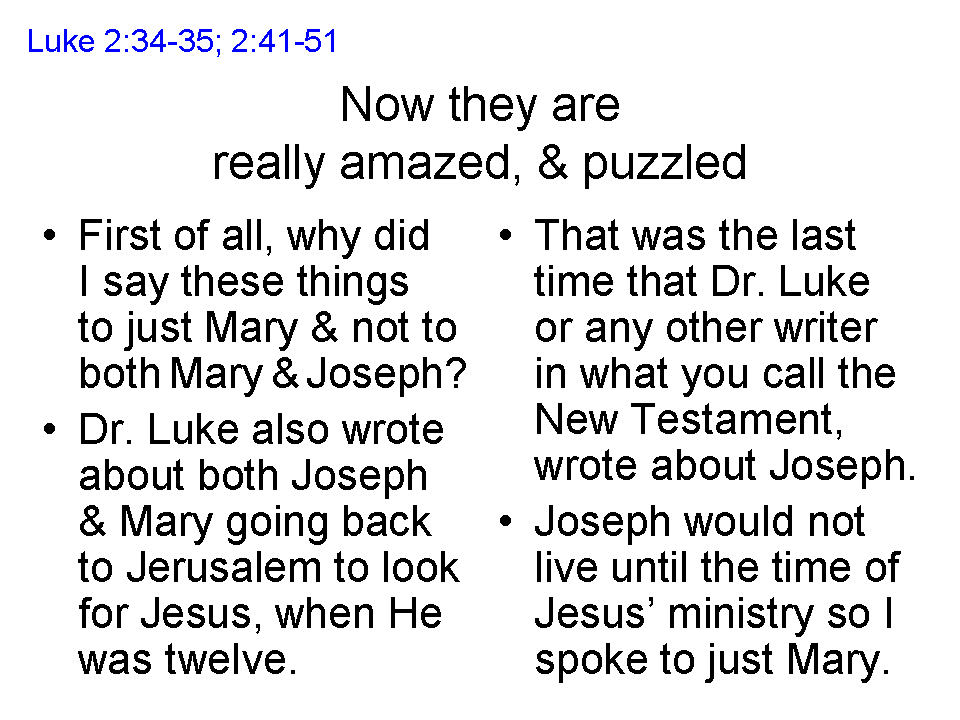 Luke 2:34-35; 2:41-51
Now they are
really amazed, & puzzled
• First of all, why did
I say these things
to just Mary & not to
both Mary & Joseph?
• Dr. Luke also wrote
about both Joseph
& Mary going back
to Jerusalem to look
for Jesus, when He
was twelve.
• That was the last
time that Dr. Luke
or any other writer
in what you call the
New Testament,
wrote about Joseph.
• Joseph would not
live until the time of
Jesus’ ministry so I
spoke to just Mary.